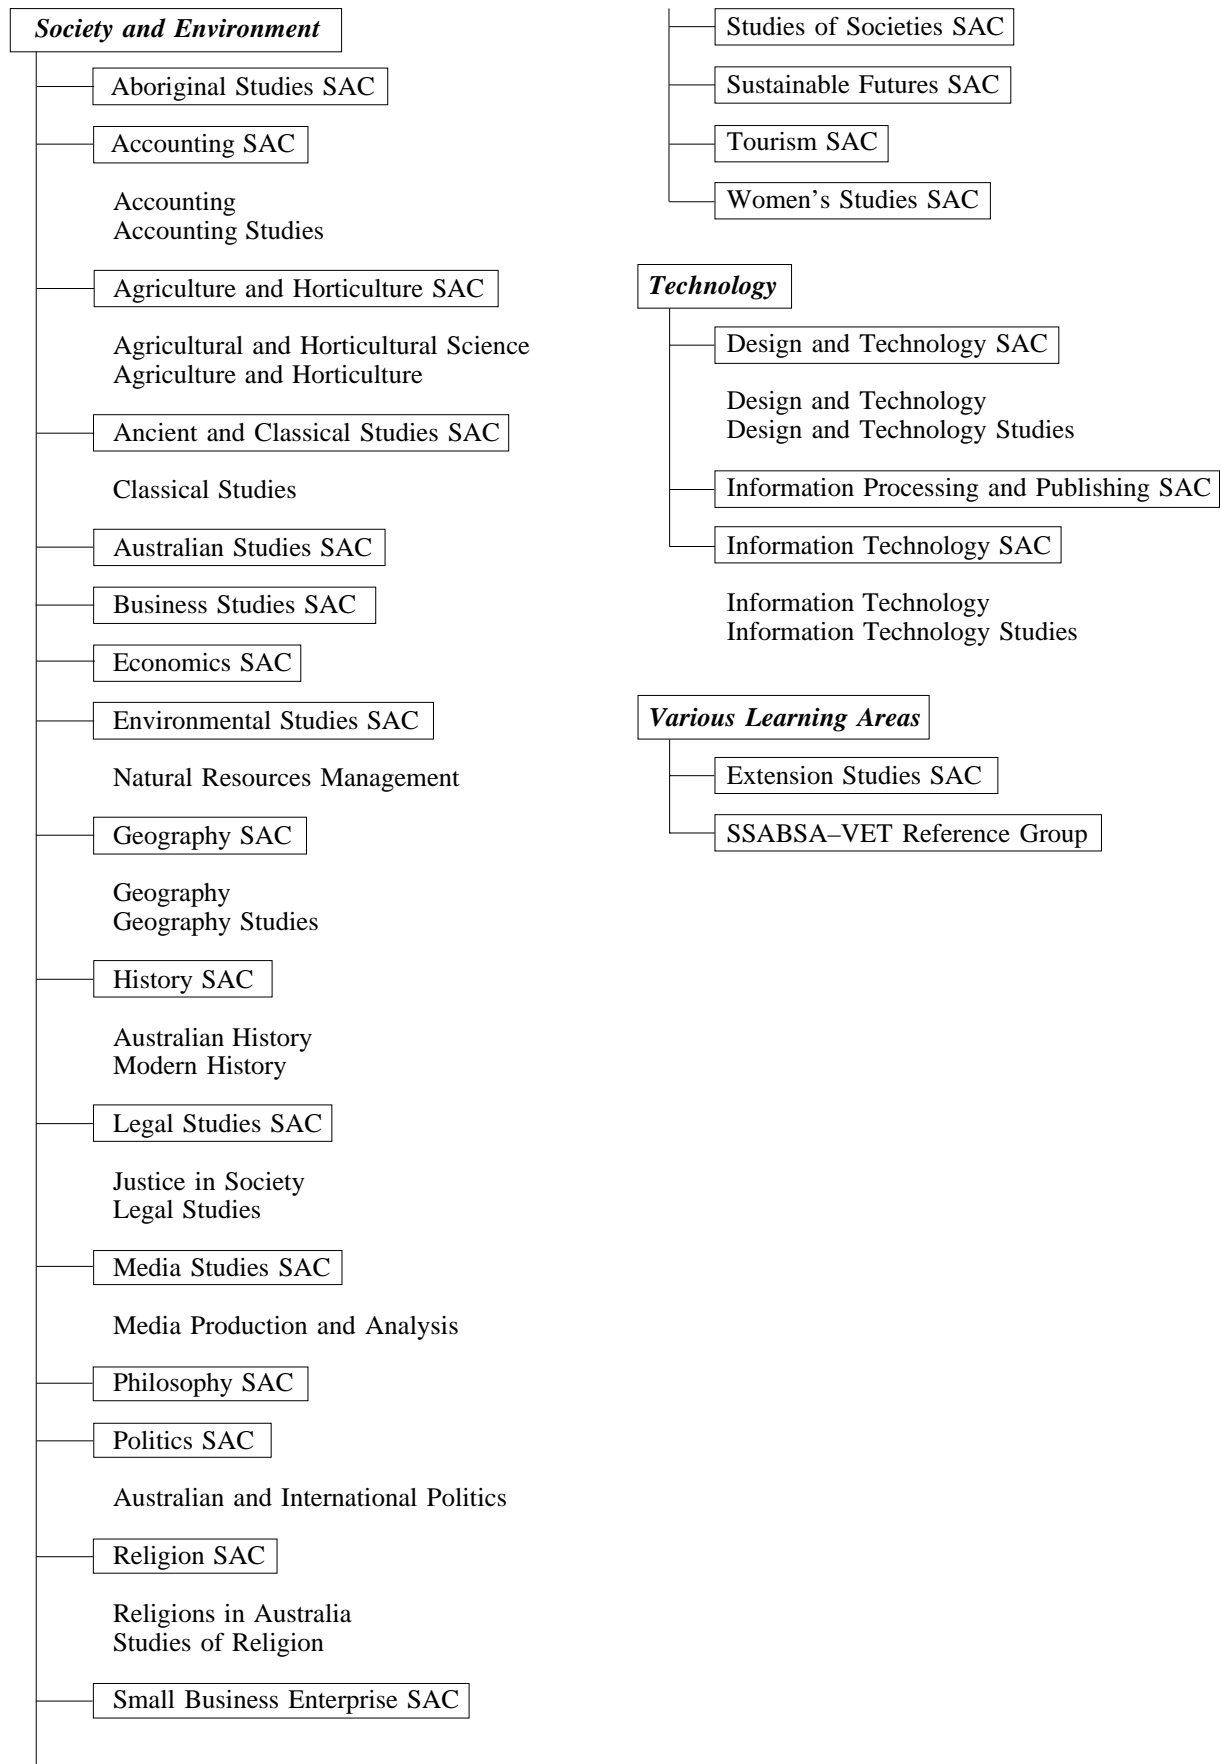 Society and Environment
Aboriginal Studies SAC
Accounting SAC
Accounting
Accounting Studies
Agriculture and Horticulture SAC
Agricultural and Horticultural Science
Agriculture and Horticulture
Ancient and Classical Studies SAC
Classical Studies
Australian Studies SAC
Business Studies SAC
Economics SAC
Environmental Studies SAC
Natural Resources Management
Geography SAC
Geography
Geography Studies
History SAC
Australian History
Modern History
Legal Studies SAC
Justice in Society
Legal Studies
Media Studies SAC
Media Production and Analysis
Philosophy SAC
Politics SAC
Australian and International Politics
Religion SAC
Religions in Australia
Studies of Religion
Small Business Enterprise SAC
Studies of Societies SAC
Sustainable Futures SAC
Tourism SAC
Women’s Studies SAC
Technology
Design and Technology SAC
Design and Technology
Design and Technology Studies
Information Processing and Publishing SAC
Information Technology SAC
Information Technology
Information Technology Studies
Various Learning Areas
Extension Studies SAC
SSABSA–VET Reference Group